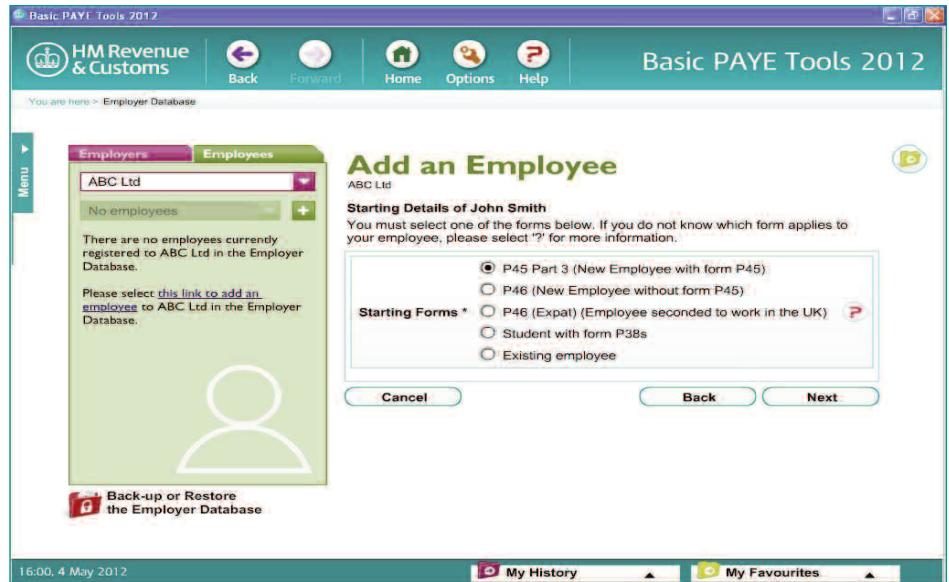 Basic PAYE Tools 2012
HM Revenue
& Customs
Back
Forward
Home
Options
Help
Basic PAYE Tools 2012
You are here > Employer Database
Menu
Employers
Employees
ABC Ltd
No employees
There are no employees currently
registered to ABC Ltd in the Employer
Database.
Please select this link to add an
employee to ABC Ltd in the Employer
Database.
Back-up or Restore
the Employer Database
Add an Employee
ABC Ltd
Starting Details of John Smith
You must select one of the forms below. If you do not know which form applies to
your employee, please select '?' for more information.
Starting Forms *
P45 Part 3 (New Employee with form P45)
P46 (New Employee without form P45)
P46 (Expat) (Employee seconded to work in the UK)
Student with form P38s
Existing employee
Cancel
Back
Next
16:00, 4 May 2012
My History
My Favourites